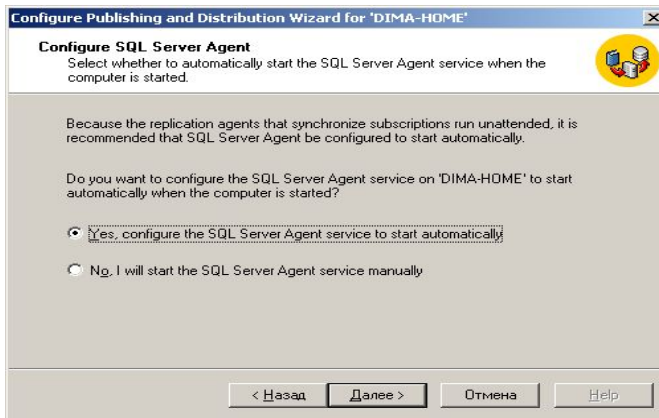 Configure Publishing and Distribution Wizard for 'DIMA-HOME'
Configure SQL Server Agent
Select whether to automatically start the SQL Server Agent service when the
computer is started.
Because the replication agents that synchronize subscriptions run unattended, it is
recommended that SQL Server Agent be configured to start automatically.
Do you want to configure the SQL Server Agent service on 'DIMA-HOME' to start
automatically when the computer is started?
Yes, configure the SQL Server Agent service to start automatically
No, I will start the SQL Server Agent service manually
< Назад Далее > Отмена Help